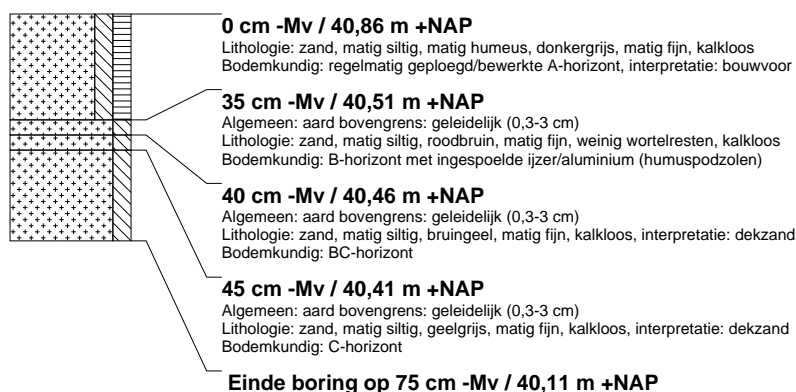 0 cm -Mv / 40,86 m +NAP
Lithologie: zand, matig siltig, matig humeus, donkergrijs, matig fijn, kalkloos
Bodemkundig: regelmatig geploegd/bewerkte A-horizont, interpretatie: bouwvoor
35 cm -Mv / 40,51 m +NAP
Algemeen: aard bovengrens: geleidelijk (0,3-3 cm)
Lithologie: zand, matig siltig, roodbruin, matig fijn, weinig wortelresten, kalkloos
Bodemkundig: B-horizont met ingespoelde ijzer/aluminium (humuspodzolen)
40 cm -Mv / 40,46 m +NAP
Algemeen: aard bovengrens: geleidelijk (0,3-3 cm)
Lithologie: zand, matig siltig, bruingeel, matig fijn, kalkloos, interpretatie: dekzand
Bodemkundig: BC-horizont
45 cm -Mv / 40,41 m +NAP
Algemeen: aard bovengrens: geleidelijk (0,3-3 cm)
Lithologie: zand, matig siltig, geelgrijs, matig fijn, kalkloos, interpretatie: dekzand
Bodemkundig: C-horizont
Einde boring op 75 cm -Mv / 40,11 m +NAP